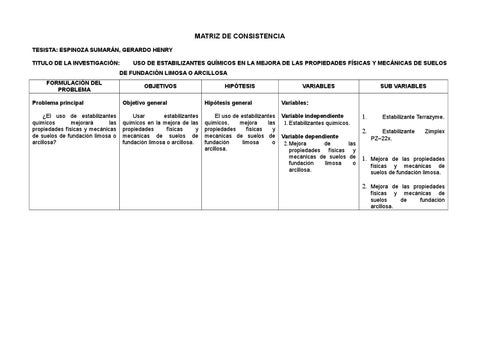 MATRIZ DE CONSISTENCIA
TESISTA: ESPINOZA SUMARÁN, GERARDO HENRY
TITULO DE LA INVESTIGACIÓN: USO DE ESTABILIZANTES QUÍMICOS EN LA MEJORA DE LAS PROPIEDADES FÍSICAS Y MECÁNICAS DE SUELOS
DE FUNDACIÓN LIMOSA O ARCILLOSA
FORMULACIÓN DEL
PROBLEMA
OBJETIVOS
HIPÓTESIS
VARIABLES
SUB VARIABLES
Problema principal
¿El uso de estabilizantes
químicos mejorará las
propiedades físicas y mecánicas
de suelos de fundación limosa o
arcillosa?
Objetivo general
Usar estabilizantes
químicos en la mejora de las
propiedades físicas y
mecánicas de suelos de
fundación limosa o arcillosa.
Hipótesis general
El uso de estabilizantes
químicos, mejora las
propiedades físicas y
mecánicas de suelos de
fundación limosa o
arcillosa.
Variables:
Variable independiente
1. Estabilizantes químicos.
Variable dependiente
2. Mejora de las
propiedades físicas y
mecánicas de suelos de
fundación limosa o
arcillosa.
1. Estabilizante Terrazyme.
2. Estabilizante Zimplex
PZ–22x.
1. Mejora de las propiedades
físicas y mecánicas de
suelos de fundación limosa.
2. Mejora de las propiedades
físicas y mecánicas de
suelos de fundación
arcillosa.